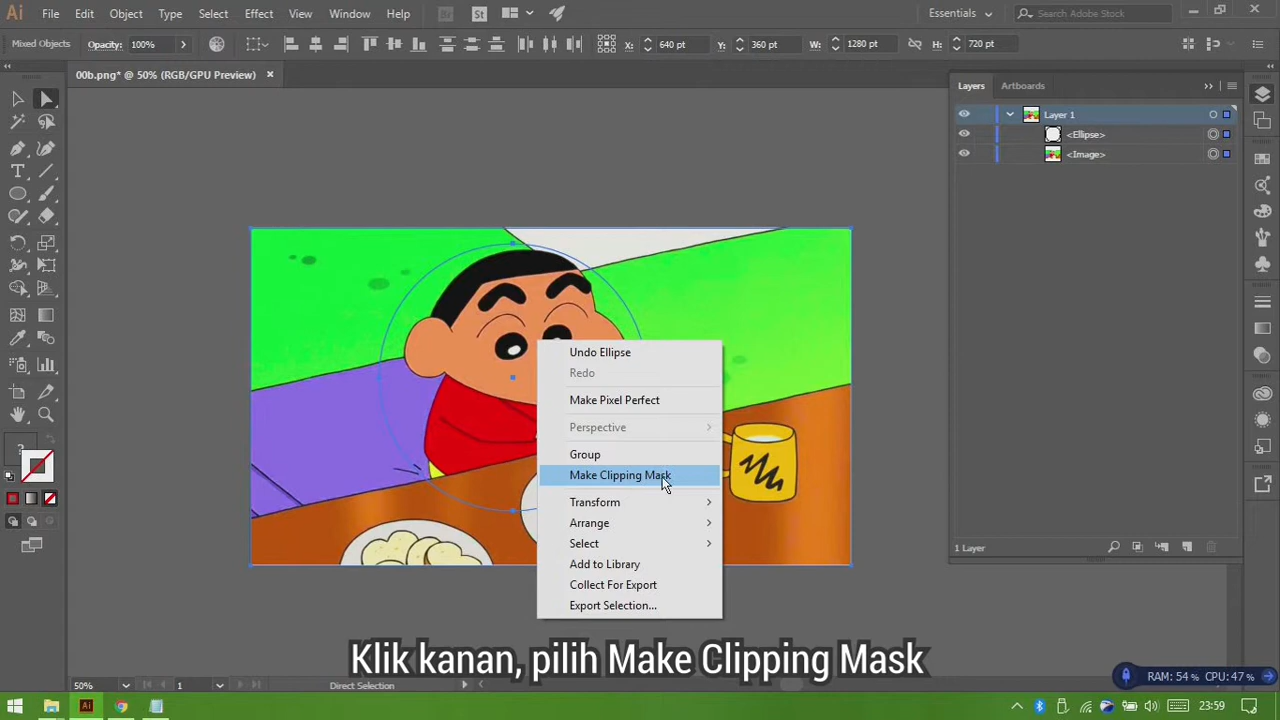 Ai File Edit Object Type Select Effect View Window Help Br St Essentials Search Adobe Stock
Mixed Objects Opacity: 100% X: 640 pt Y: 360 pt W: 1280 pt H: 720 pt
00b.png* @ 50% (RGB/GPU Preview)
Layers Artboards
Layer 1
<Ellipse>
<Image>
Undo Ellipse
Redo
Make Pixel Perfect
Perspective
Group
Make Clipping Mask
Transform
Arrange
Select
Add to Library
Collect For Export
Export Selection...
1 Layer
?
Klik kanan, pilih Make Clipping Mask
50% 1 Direct Selection
RAM: 54 % CPU: 47 %
Ai 23:59